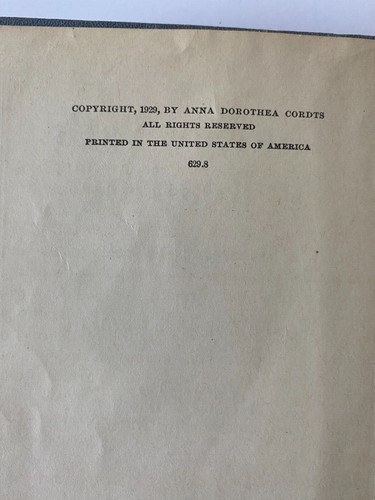 COPYRIGHT, 1929, BY ANNA DOROTHEA CORDTS
ALL RIGHTS RESERVED
PRINTED IN THE UNITED STATES OF AMERICA
629.8